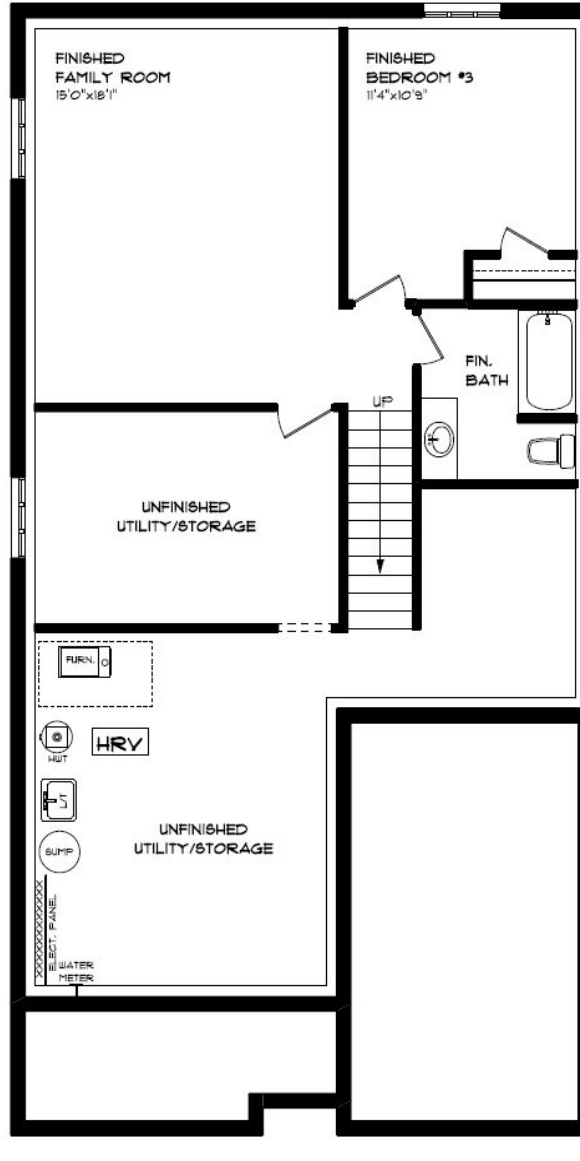 FINISHED
FAMILY ROOM
15'0"x18'1"
FINISHED
BEDROOM #3
11'4"x10'9"
FIN.
BATH
UP
UNFINISHED
UTILITY/STORAGE
FURN.
HRV
HWT
LT
SUMP
UNFINISHED
UTILITY/STORAGE
ELECT. PANEL
WATER
METER